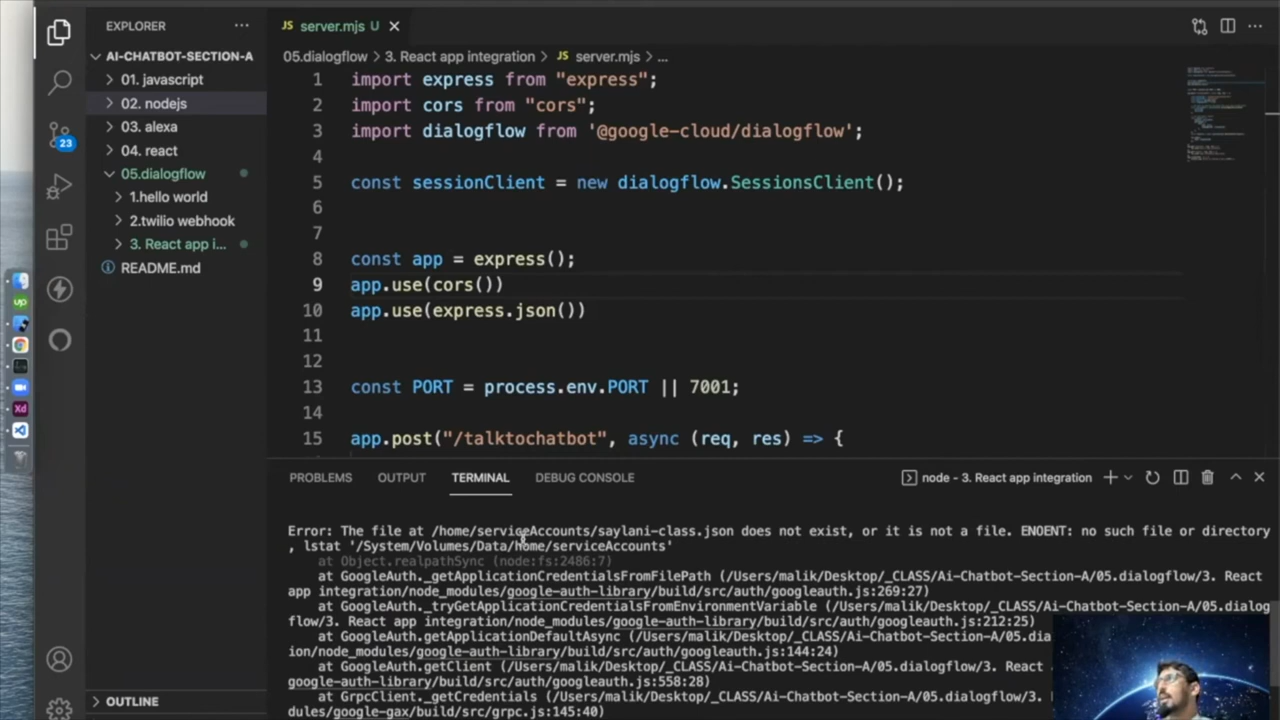 EXPLORER
AI-CHATBOT-SECTION-A
01. javascript
02. nodejs
03. alexa
04. react
05.dialogflow
1.hello world
2.twilio webhook
3. React app i...
README.md
OUTLINE
23
JS server.mjs U
05.dialogflow > 3. React app integration > JS server.mjs > ...
1 import express from "express";
2 import cors from "cors";
3 import dialogflow from '@google-cloud/dialogflow';
4
5 const sessionClient = new dialogflow.SessionsClient();
6
7
8 const app = express();
9 app.use(cors())
10 app.use(express.json())
11
12
13 const PORT = process.env.PORT || 7001;
14
15 app.post("/talktochatbot", async (req, res) => {
PROBLEMS OUTPUT TERMINAL DEBUG CONSOLE node - 3. React app integration
Error: The file at /home/serviceAccounts/saylani-class.json does not exist, or it is not a file. ENOENT: no such file or directory
, lstat '/System/Volumes/Data/home/serviceAccounts'
at Object.realpathSync (node:fs:2486:7)
at GoogleAuth._getApplicationCredentialsFromFilePath (/Users/malik/Desktop/_CLASS/Ai-Chatbot-Section-A/05.dialogflow/3. React
app integration/node_modules/google-auth-library/build/src/auth/googleauth.js:269:27)
at GoogleAuth._tryGetApplicationCredentialsFromEnvironmentVariable (/Users/malik/Desktop/_CLASS/Ai-Chatbot-Section-A/05.dialog
flow/3. React app integration/node_modules/google-auth-library/build/src/auth/googleauth.js:212:25)
at GoogleAuth.getApplicationDefaultAsync (/Users/malik/Desktop/_CLASS/Ai-Chatbot-Section-A/05.dia
ion/node_modules/google-auth-library/build/src/auth/googleauth.js:144:24)
at GoogleAuth.getClient (/Users/malik/Desktop/_CLASS/Ai-Chatbot-Section-A/05.dialogflow/3. React
google-auth-library/build/src/auth/googleauth.js:558:28)
at GrpcClient._getCredentials (/Users/malik/Desktop/_CLASS/Ai-Chatbot-Section-A/05.dialogflow/3.
dules/google-gax/build/src/grpc.js:145:40)
up
Xd